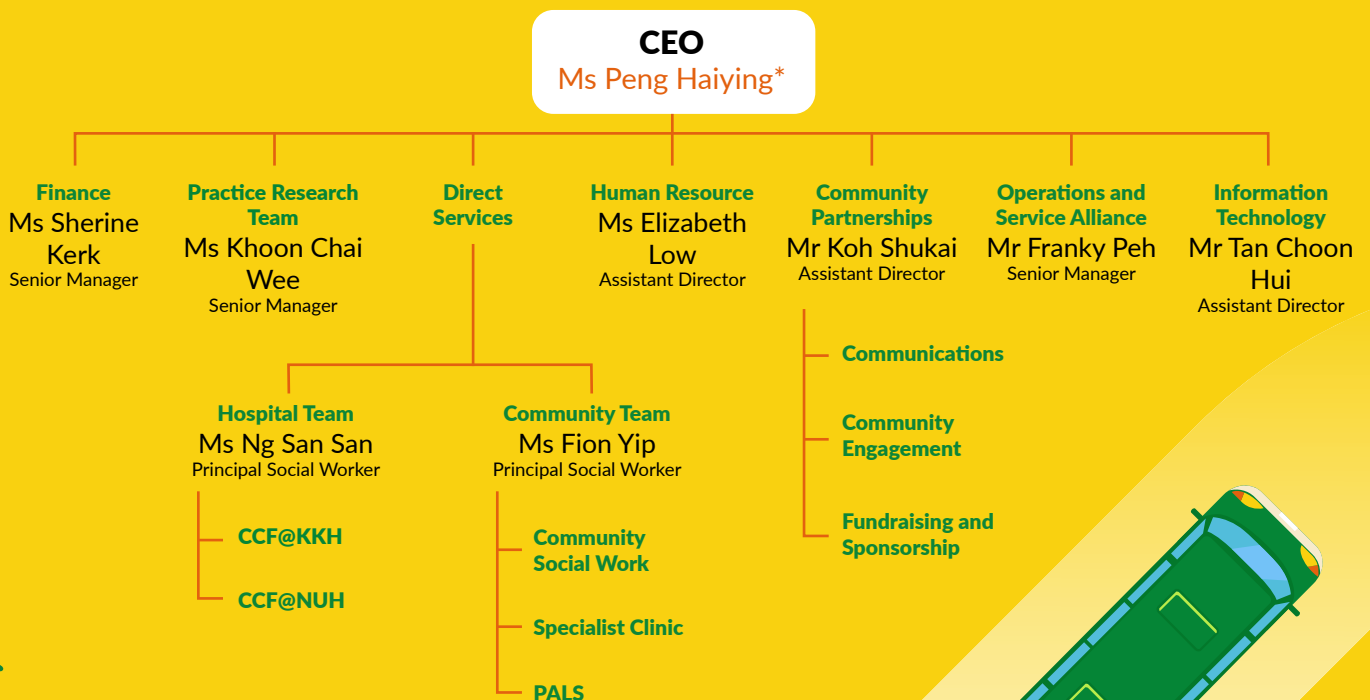 CEO
Ms Peng Haiying*
Finance
Ms Sherine
Kerk
Senior Manager
Practice Research
Team
Ms Khoon Chai
Wee
Senior Manager
Direct
Services
Human Resource
Ms Elizabeth
Low
Assistant Director
Community
Partnerships
Mr Koh Shukai
Assistant Director
Operations and
Service Alliance
Mr Franky Peh
Senior Manager
Information
Technology
Mr Tan Choon
Hui
Assistant Director
Hospital Team
Ms Ng San San
Principal Social Worker
CCF@KKH
CCF@NUH
Community Team
Ms Fion Yip
Principal Social Worker
Community
Social Work
Specialist Clinic
PALS
Communications
Community
Engagement
Fundraising and
Sponsorship